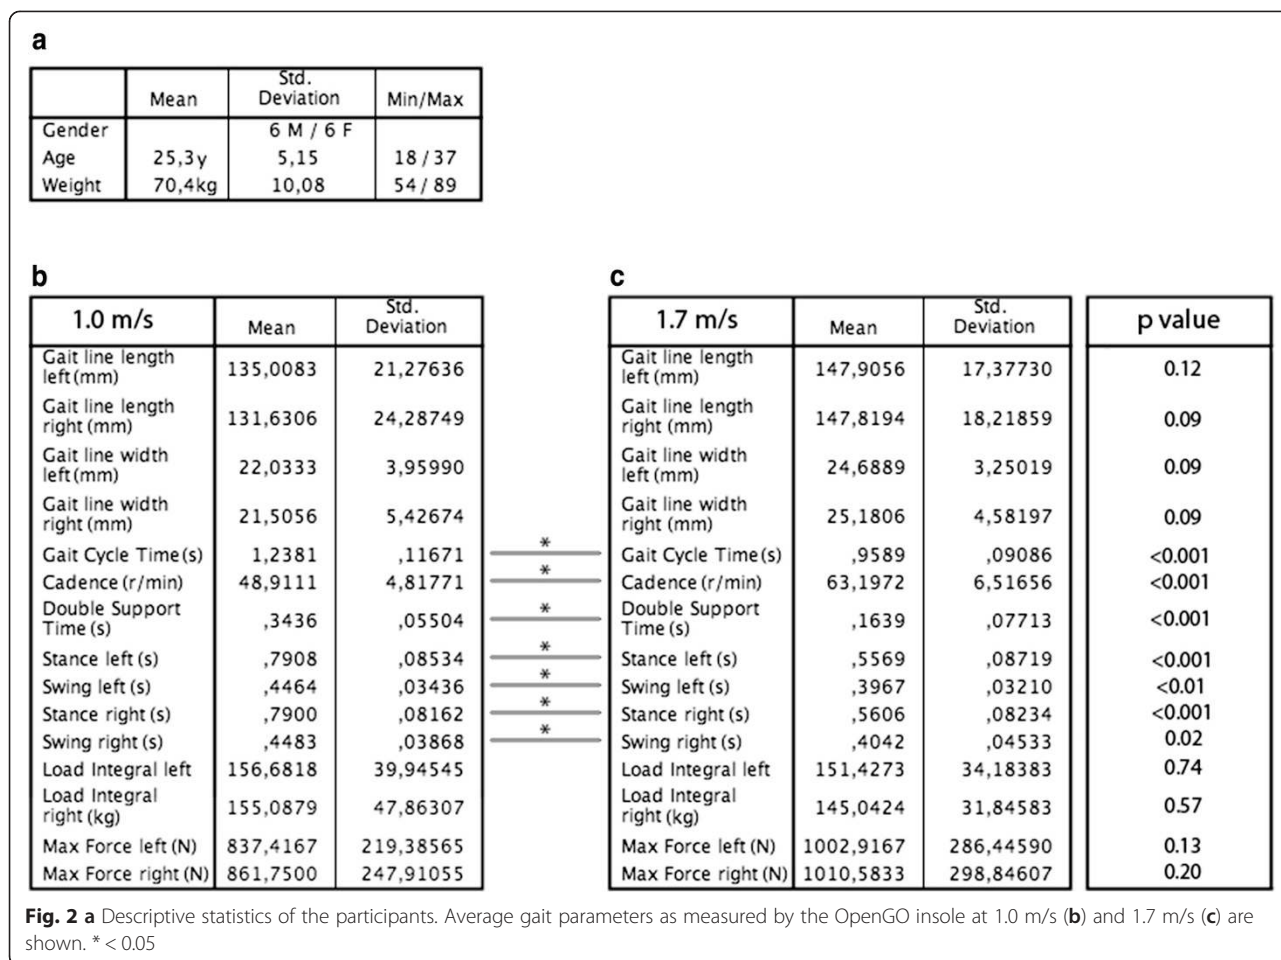 a
Mean Std. Deviation Min/Max
Gender 6 M / 6 F
Age 25,3y 5,15 18 / 37
Weight 70,4kg 10,08 54 / 89
b
1.0 m/s Mean Std. Deviation
Gait line length left (mm) 135,0083 21,27636
Gait line length right (mm) 131,6306 24,28749
Gait line width left (mm) 22,0333 3,95990
Gait line width right (mm) 21,5056 5,42674
Gait Cycle Time (s) 1,2381 ,11671 *
Cadence (r/min) 48,9111 4,81771 *
Double Support Time (s) ,3436 ,05504 *
Stance left (s) ,7908 ,08534 *
Swing left (s) ,4464 ,03436 *
Stance right (s) ,7900 ,08162 *
Swing right (s) ,4483 ,03868 *
Load Integral left 156,6818 39,94545
Load Integral right (kg) 155,0879 47,86307
Max Force left (N) 837,4167 219,38565
Max Force right (N) 861,7500 247,91055
c
1.7 m/s Mean Std. Deviation p value
Gait line length left (mm) 147,9056 17,37730 0.12
Gait line length right (mm) 147,8194 18,21859 0.09
Gait line width left (mm) 24,6889 3,25019 0.09
Gait line width right (mm) 25,1806 4,58197 0.09
Gait Cycle Time (s) ,9589 ,09086 <0.001
Cadence (r/min) 63,1972 6,51656 <0.001
Double Support Time (s) ,1639 ,07713 <0.001
Stance left (s) ,5569 ,08719 <0.001
Swing left (s) ,3967 ,03210 <0.01
Stance right (s) ,5606 ,08234 <0.001
Swing right (s) ,4042 ,04533 0.02
Load Integral left 151,4273 34,18383 0.74
Load Integral right (kg) 145,0424 31,84583 0.57
Max Force left (N) 1002,9167 286,44590 0.13
Max Force right (N) 1010,5833 298,84607 0.20
Fig. 2 a Descriptive statistics of the participants. Average gait parameters as measured by the OpenGO insole at 1.0 m/s (b) and 1.7 m/s (c) are
shown. * < 0.05